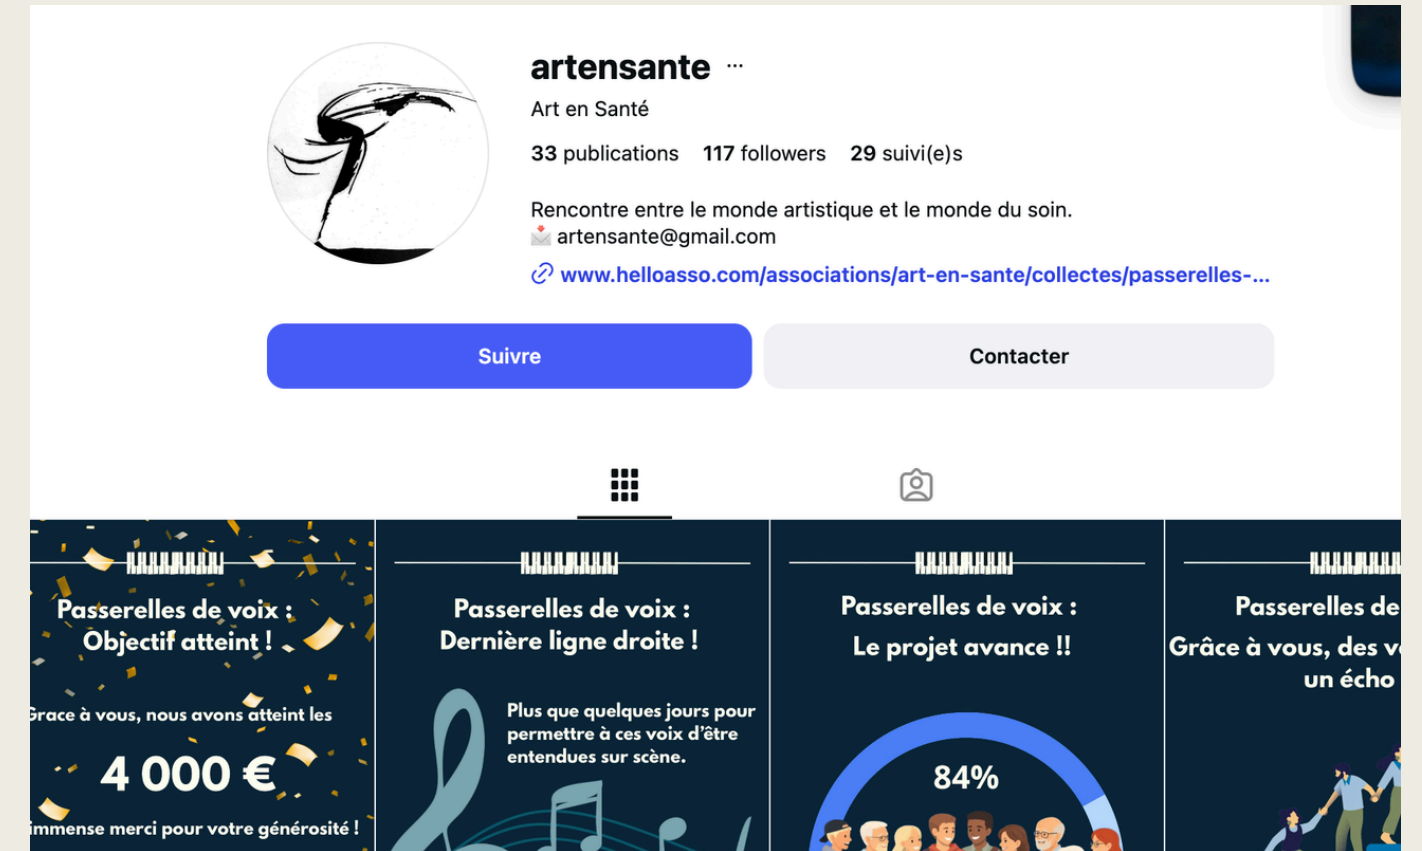 artensante ...
Art en Santé
33 publications 117 followers 29 suivi(e)s
Rencontre entre le monde artistique et le monde du soin.
artensante@gmail.com
www.helloasso.com/associations/art-en-sante/collectes/passerelles-...
Suivre
Contacter
Passerelles de voix :
Objectif atteint !
Grace à vous, nous avons atteint les
4 000 €
immense merci pour votre générosité !
Passerelles de voix :
Dernière ligne droite !
Plus que quelques jours pour
permettre à ces voix d'être
entendues sur scène.
Passerelles de voix :
Le projet avance !!
84%
Passerelles de
Grâce à vous, des v
un écho